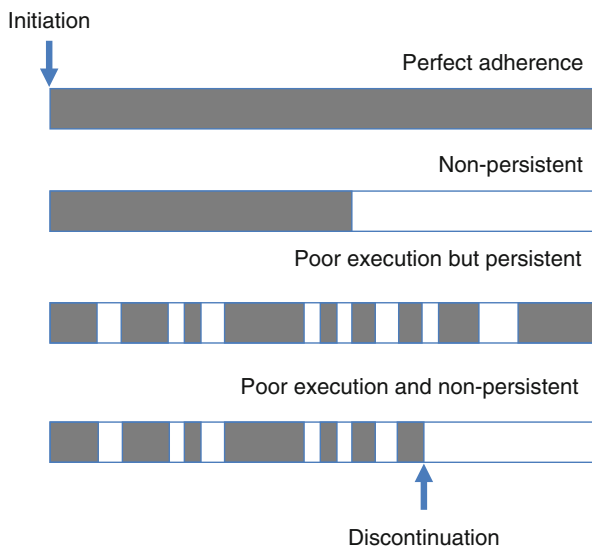 Initiation
Perfect adherence
Non-persistent
Poor execution but persistent
Poor execution and non-persistent
Discontinuation